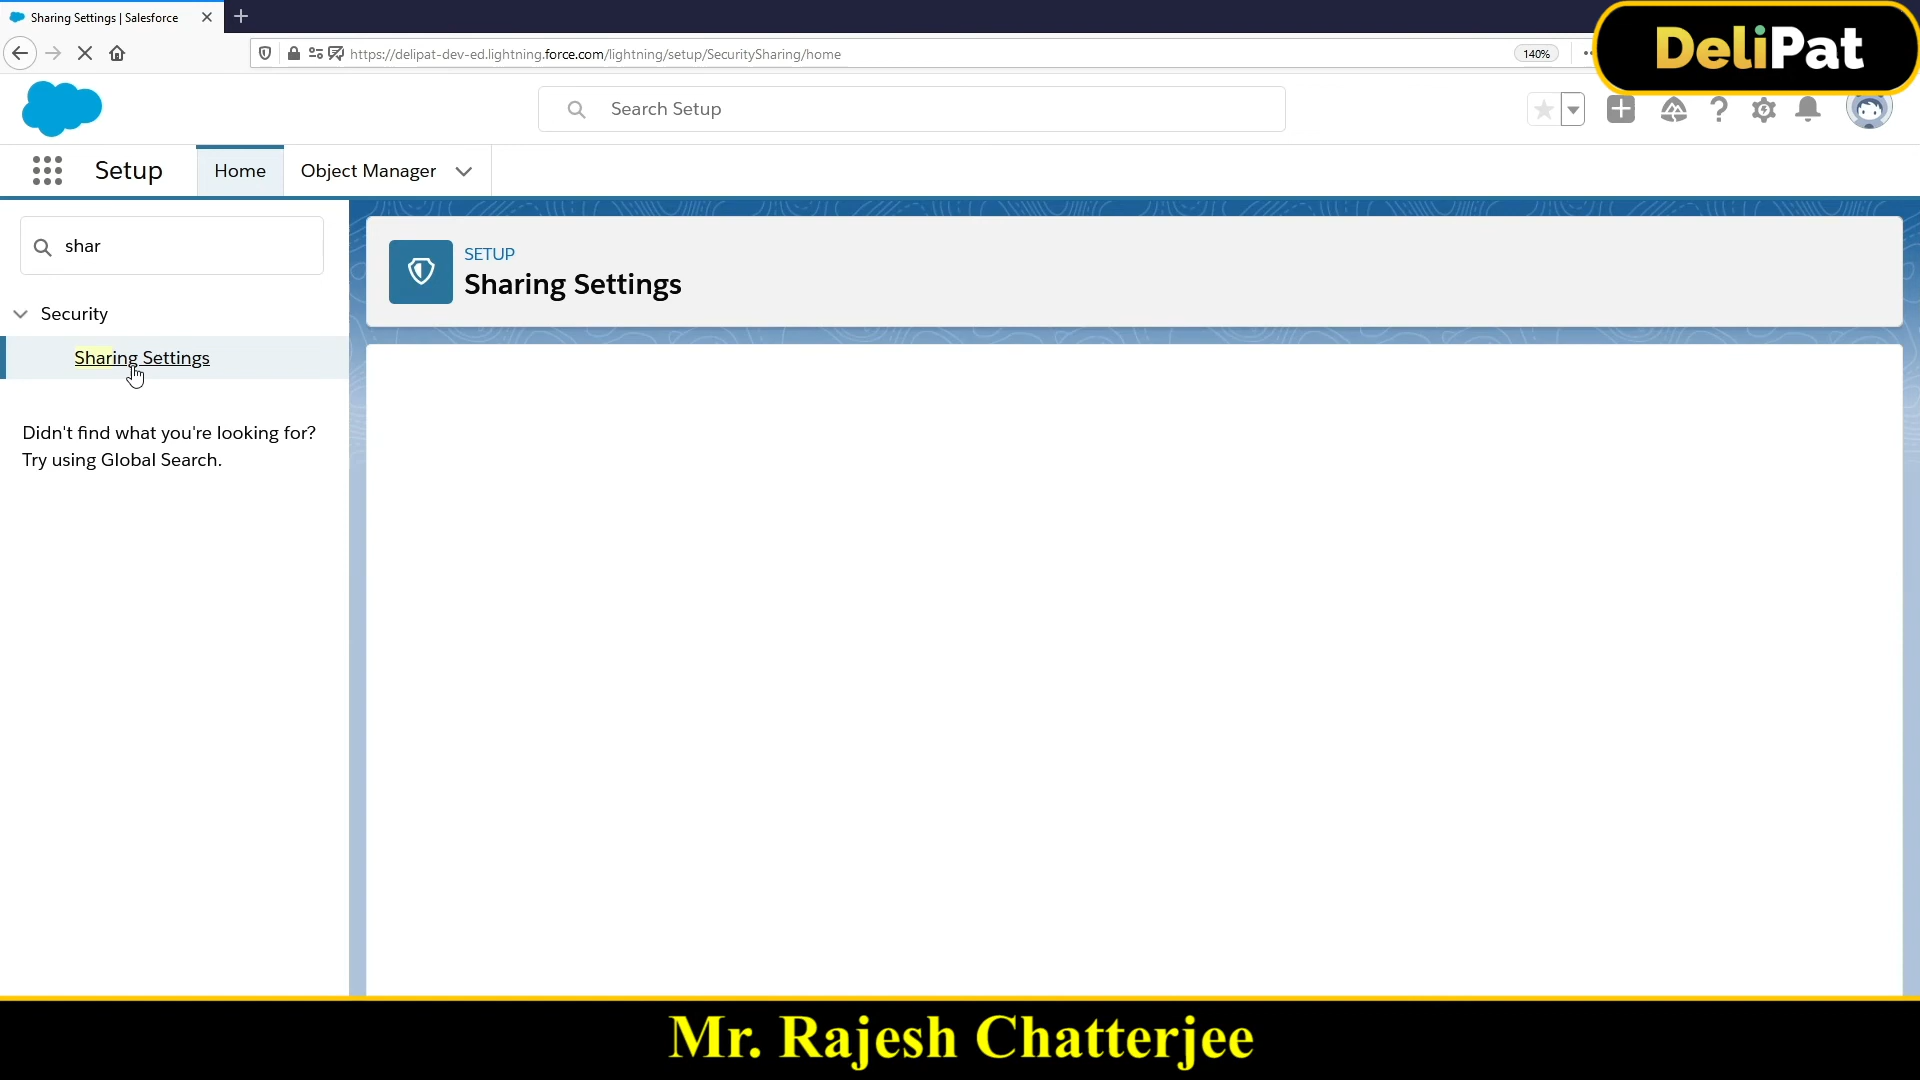 Sharing Settings | Salesforce
https://delipat-dev-ed.lightning.force.com/lightning/setup/SecuritySharing/home
140%
DeliPat
Search Setup
Setup
Home
Object Manager
shar
Security
Sharing Settings
Didn't find what you're looking for?
Try using Global Search.
SETUP
Sharing Settings
Mr. Rajesh Chatterjee